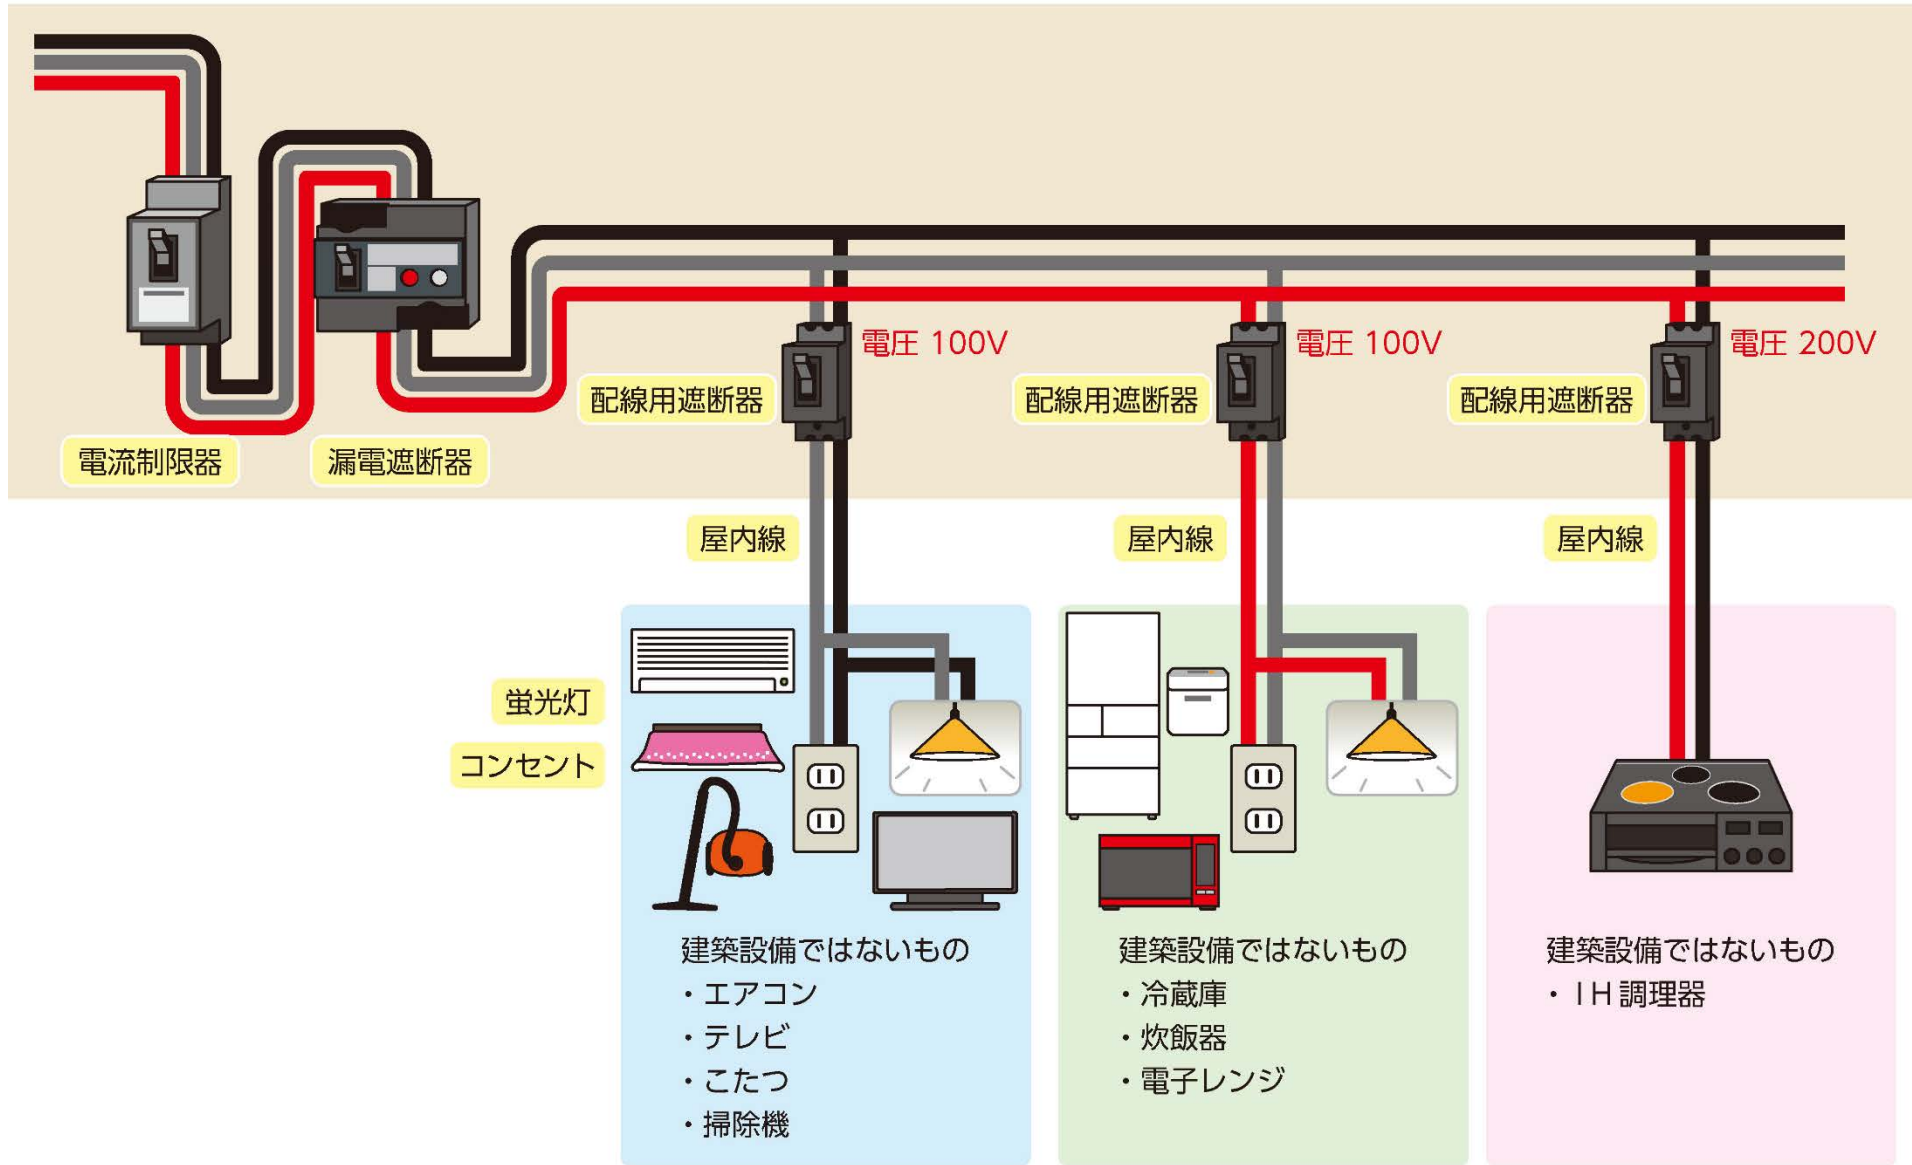 電圧 100V
電圧 100V
電圧 200V
配線用遮断器
配線用遮断器
配線用遮断器
電流制限器
漏電遮断器
屋内線
屋内線
屋内線
蛍光灯
コンセント
建築設備ではないもの
・エアコン
・テレビ
・こたつ
・掃除機
建築設備ではないもの
・冷蔵庫
・炊飯器
・電子レンジ
建築設備ではないもの
・IH調理器